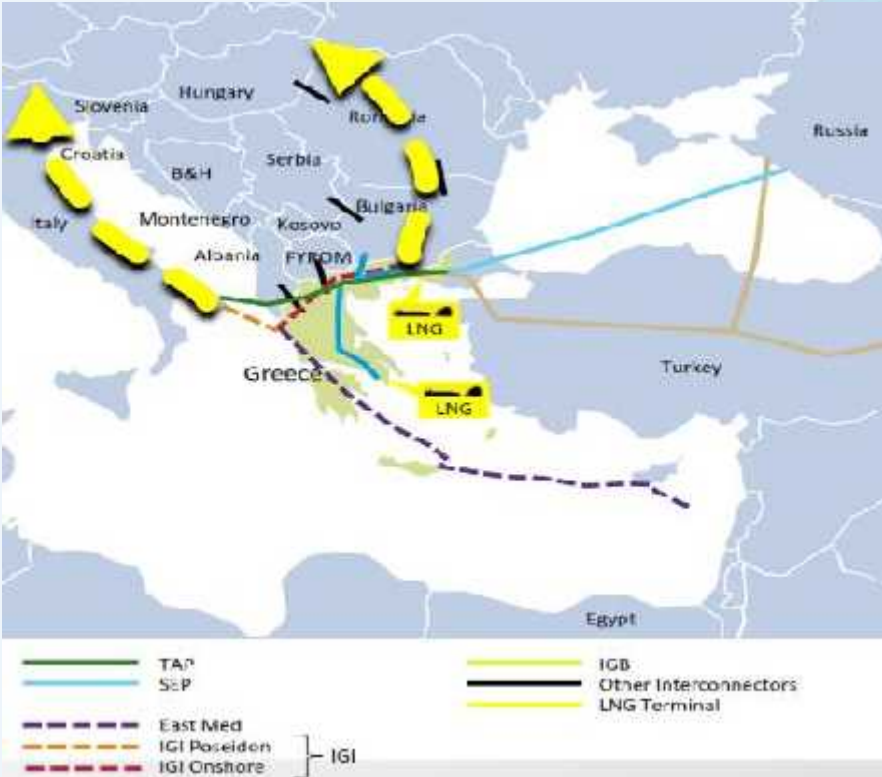 Slovenia
Hungary
Romania
Russia
Croatia
B&H
Serbia
Italy
Montenegro
Kosovo
Bulgaria
Albania
FYROM
LNG
Greece
Turkey
LNG
Egypt
TAP
SEP
East Med
IGI Poseidon
IGI Onshore
IGI
IGB
Other Interconnectors
LNG Terminal